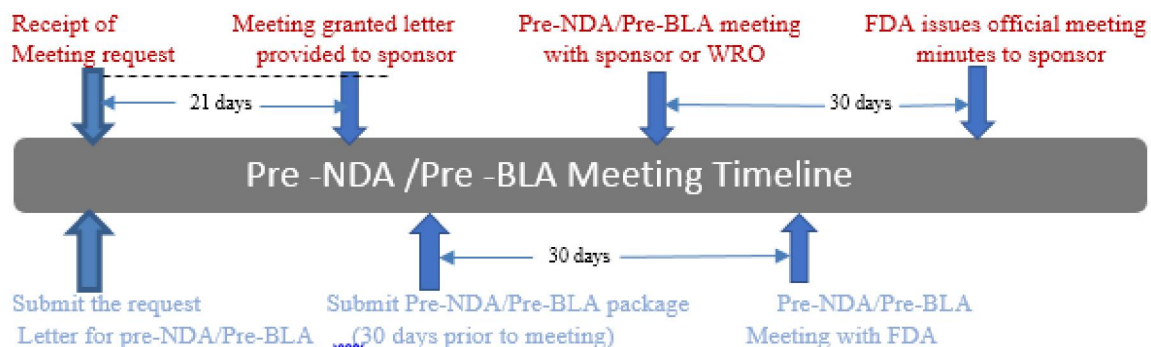 Receipt of
Meeting request
Meeting granted letter
provided to sponsor
Pre-NDA/Pre-BLA meeting
with sponsor or WRO
FDA issues official meeting
minutes to sponsor
21 days
30 days
Pre -NDA /Pre -BLA Meeting Timeline
30 days
Submit the request
Letter for pre-NDA/Pre-BLA
Submit Pre-NDA/Pre-BLA package
(30 days prior to meeting)
Pre-NDA/Pre-BLA
Meeting with FDA